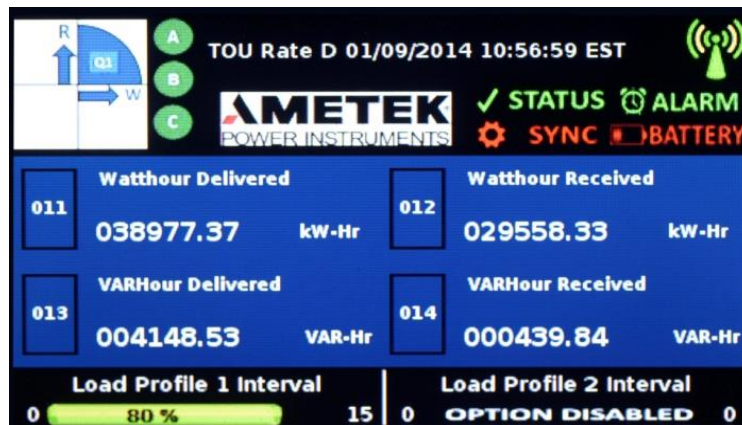 R
Q1
W
A
B
C
TOU Rate D 01/09/2014 10:56:59 EST
AMETEK
POWER INSTRUMENTS
STATUS ALARM
SYNC BATTERY
011 Watthour Delivered
038977.37 kW-Hr
012 Watthour Received
029558.33 kW-Hr
013 VARHour Delivered
004148.53 VAR-Hr
014 VARHour Received
000439.84 VAR-Hr
Load Profile 1 Interval
0 80 % 15
Load Profile 2 Interval
0 OPTION DISABLED 0